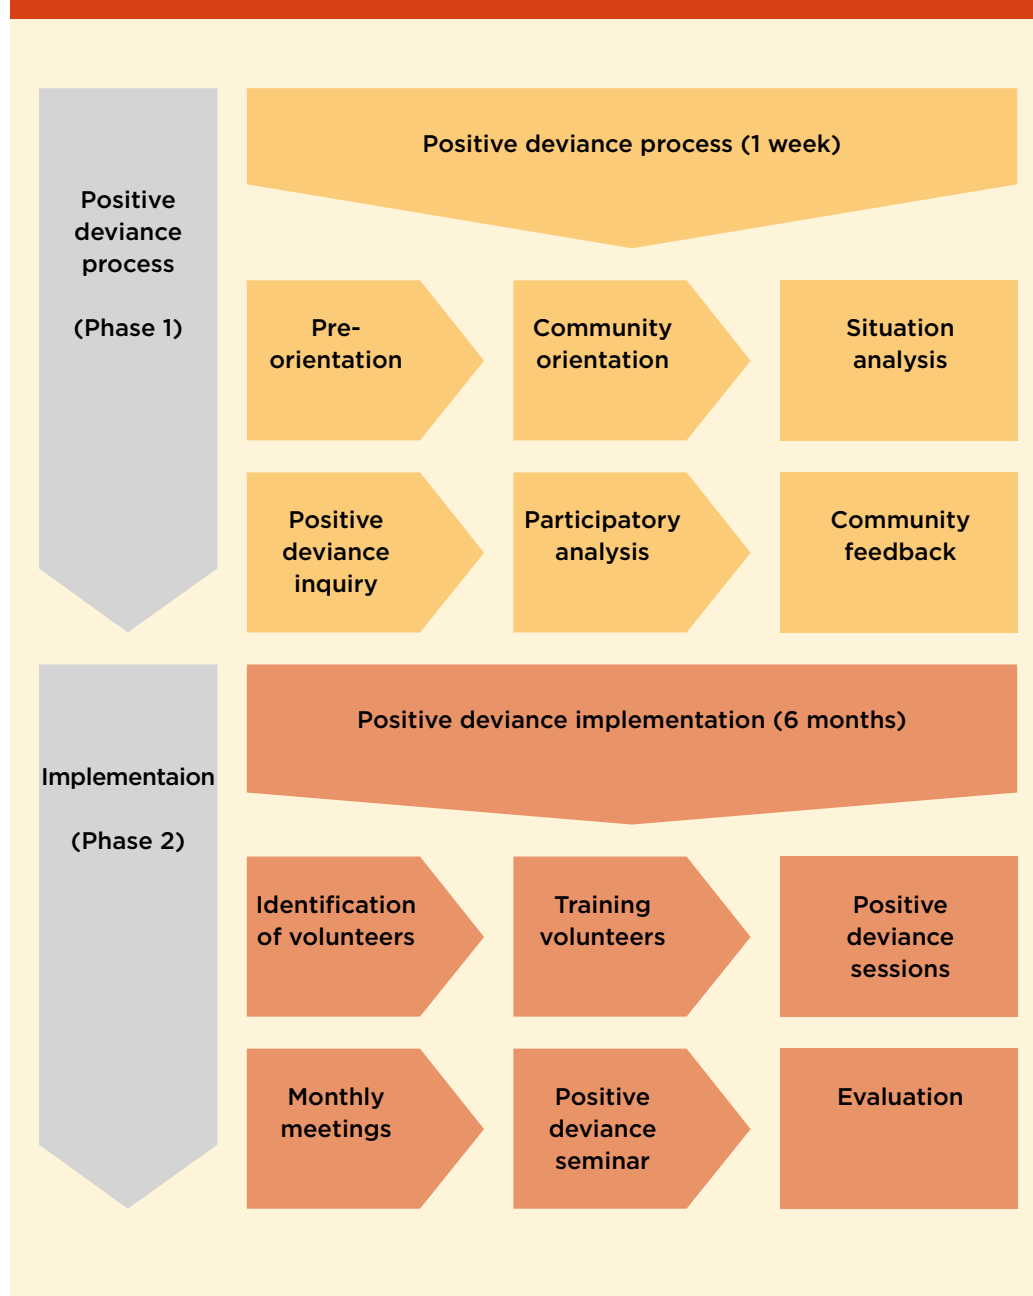 Positive
deviance
process
(Phase 1)
Positive deviance process (1 week)
Pre-
orientation
Community
orientation
Situation
analysis
Positive
deviance
inquiry
Participatory
analysis
Community
feedback
Implementaion
(Phase 2)
Positive deviance implementation (6 months)
Identification
of volunteers
Training
volunteers
Positive
deviance
sessions
Monthly
meetings
Positive
deviance
seminar
Evaluation